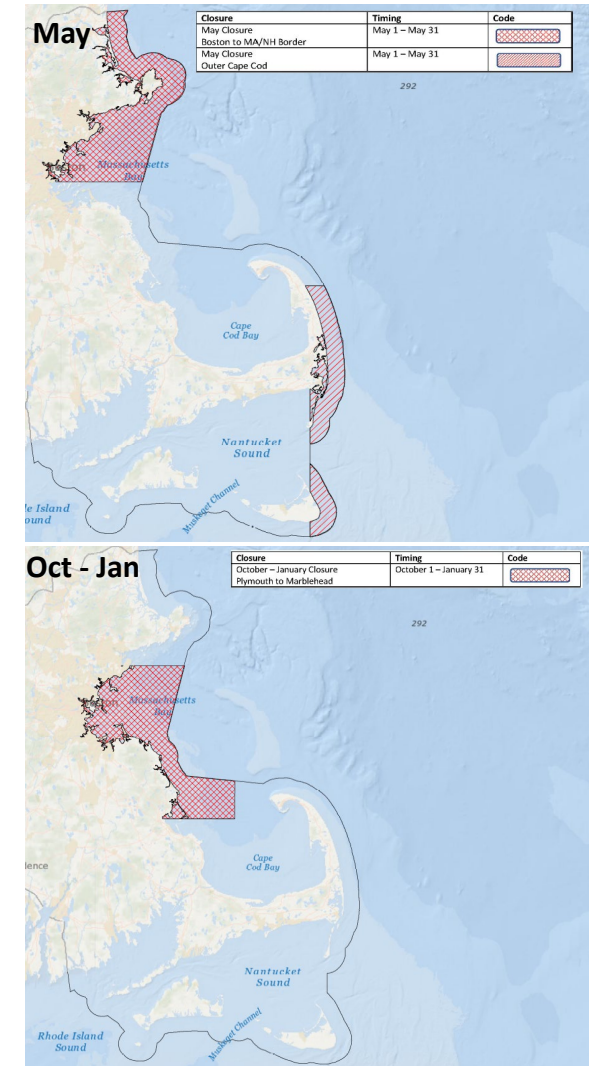 May
Closure Timing Code
May Closure May 1 – May 31
Boston to MA/NH Border
May Closure May 1 – May 31
Outer Cape Cod
292
Massachusetts
Bay
Cape
Cod Bay
Nantucket
Sound
Muskeget Channel
e Island
ound
Oct - Jan
Closure Timing Code
October – January Closure October 1 – January 31
Plymouth to Marblehead
292
Massachusetts
Bay
lence
Cape
Cod Bay
Nantucket
Sound
Muskeget Channel
Rhode Island
Sound